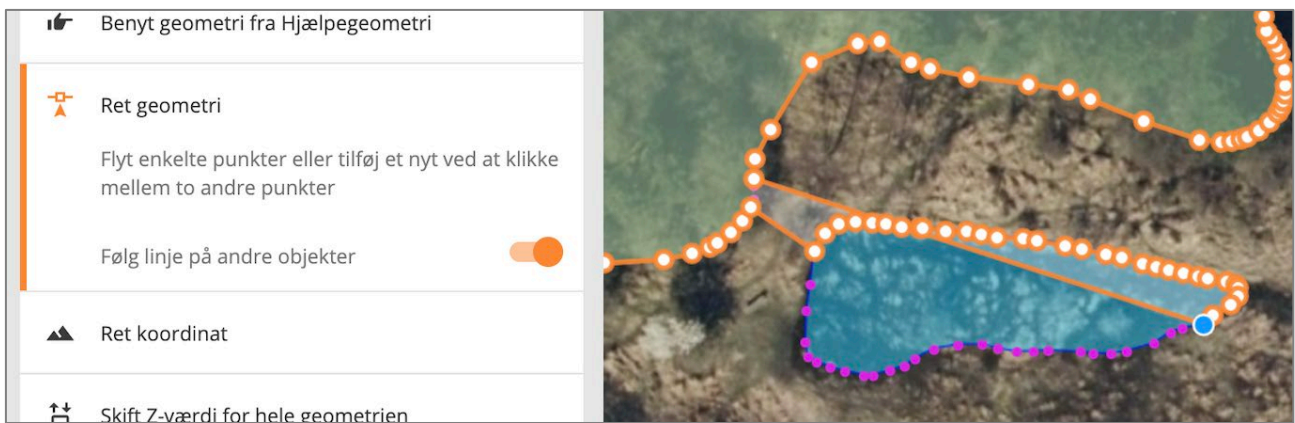 Benyt geometri fra Hjælpegeometri
Ret geometri
Flyt enkelte punkter eller tilføj et nyt ved at klikke
mellem to andre punkter
Følg linje på andre objekter
Ret koordinat
Skift Z-værdi for hele geometrien